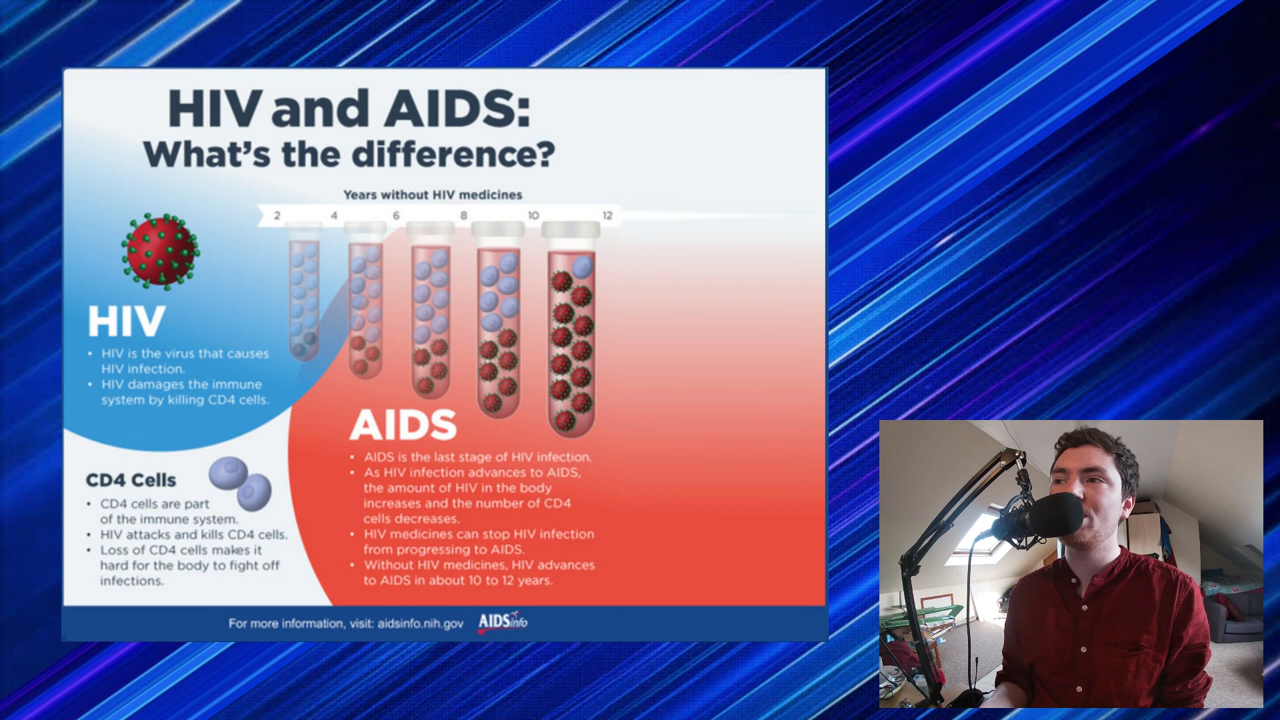 HIV and AIDS:
What's the difference?
Years without HIV medicines
2 4 6 8 10 12
HIV
• HIV is the virus that causes
HIV infection.
• HIV damages the immune
system by killing CD4 cells.
CD4 Cells
• CD4 cells are part
of the immune system.
• HIV attacks and kills CD4 cells.
• Loss of CD4 cells makes it
hard for the body to fight off
infections.
AIDS
• AIDS is the last stage of HIV infection.
• As HIV infection advances to AIDS,
the amount of HIV in the body
increases and the number of CD4
cells decreases.
• HIV medicines can stop HIV infection
from progressing to AIDS.
• Without HIV medicines, HIV advances
to AIDS in about 10 to 12 years.
For more information, visit: aidsinfo.nih.gov
AIDSinfo